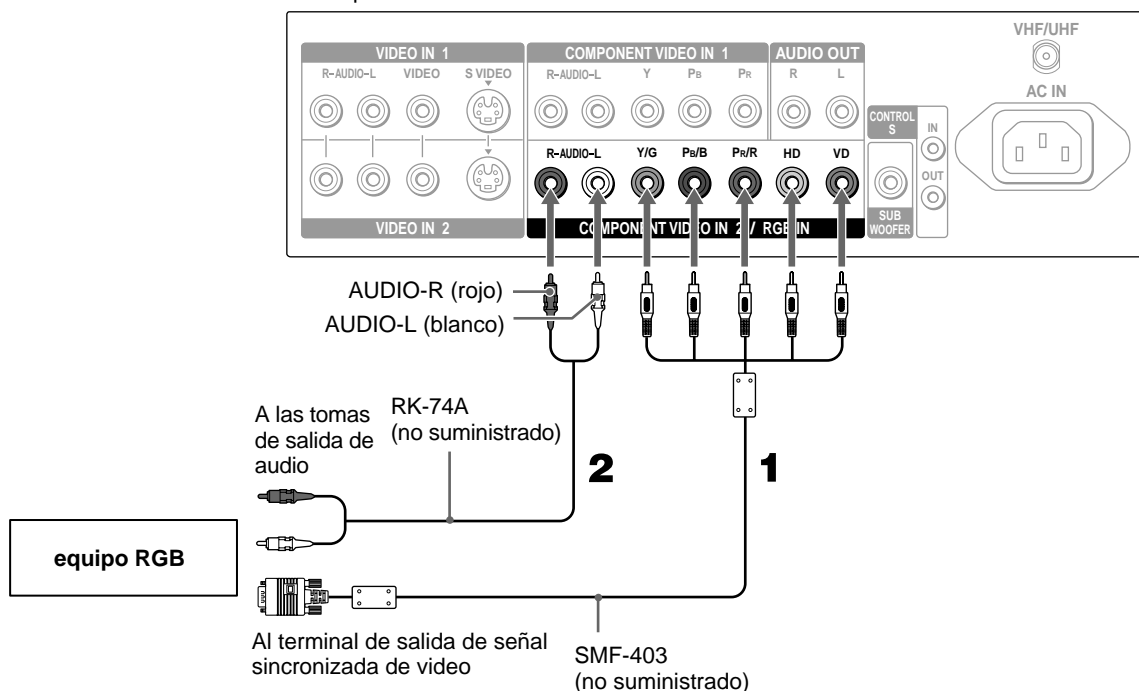 VHF/UHF
AC IN
VIDEO IN 1
COMPONENT VIDEO IN 1
AUDIO OUT
R-AUDIO-L VIDEO S VIDEO
R-AUDIO-L Y PB PR
R L
CONTROL
S
IN
OUT
R-AUDIO-L Y/G PB/B PR/R HD VD
SUB
WOOFER
VIDEO IN 2
COMPONENT VIDEO IN 2 / RGB IN
AUDIO-R (rojo)
AUDIO-L (blanco)
A las tomas
de salida de
audio
RK-74A
(no suministrado)
2
1
equipo RGB
Al terminal de salida de señal
sincronizada de video
SMF-403
(no suministrado)